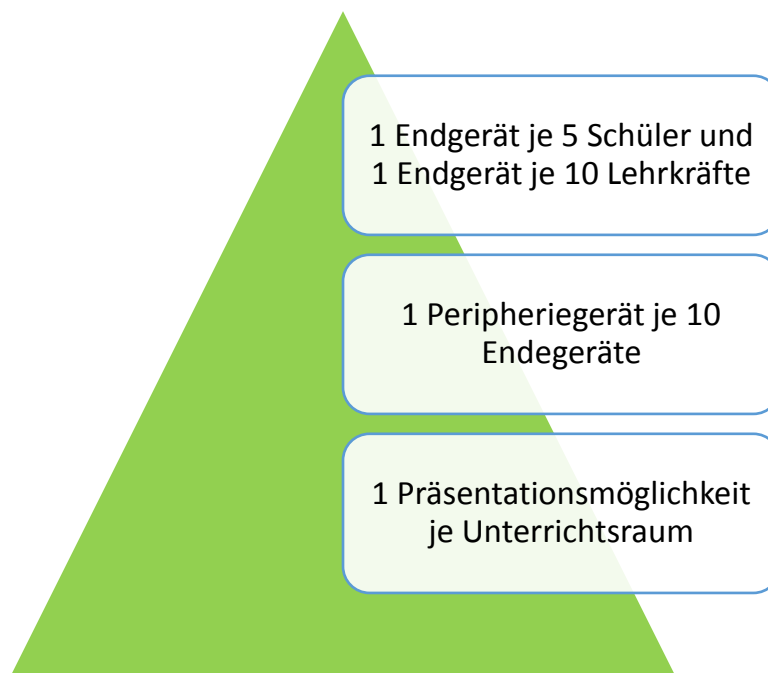 1 Endgerät je 5 Schüler und
1 Endgerät je 10 Lehrkräfte
1 Peripheriegerät je 10
Endegeräte
1 Präsentationsmöglichkeit
je Unterrichtsraum